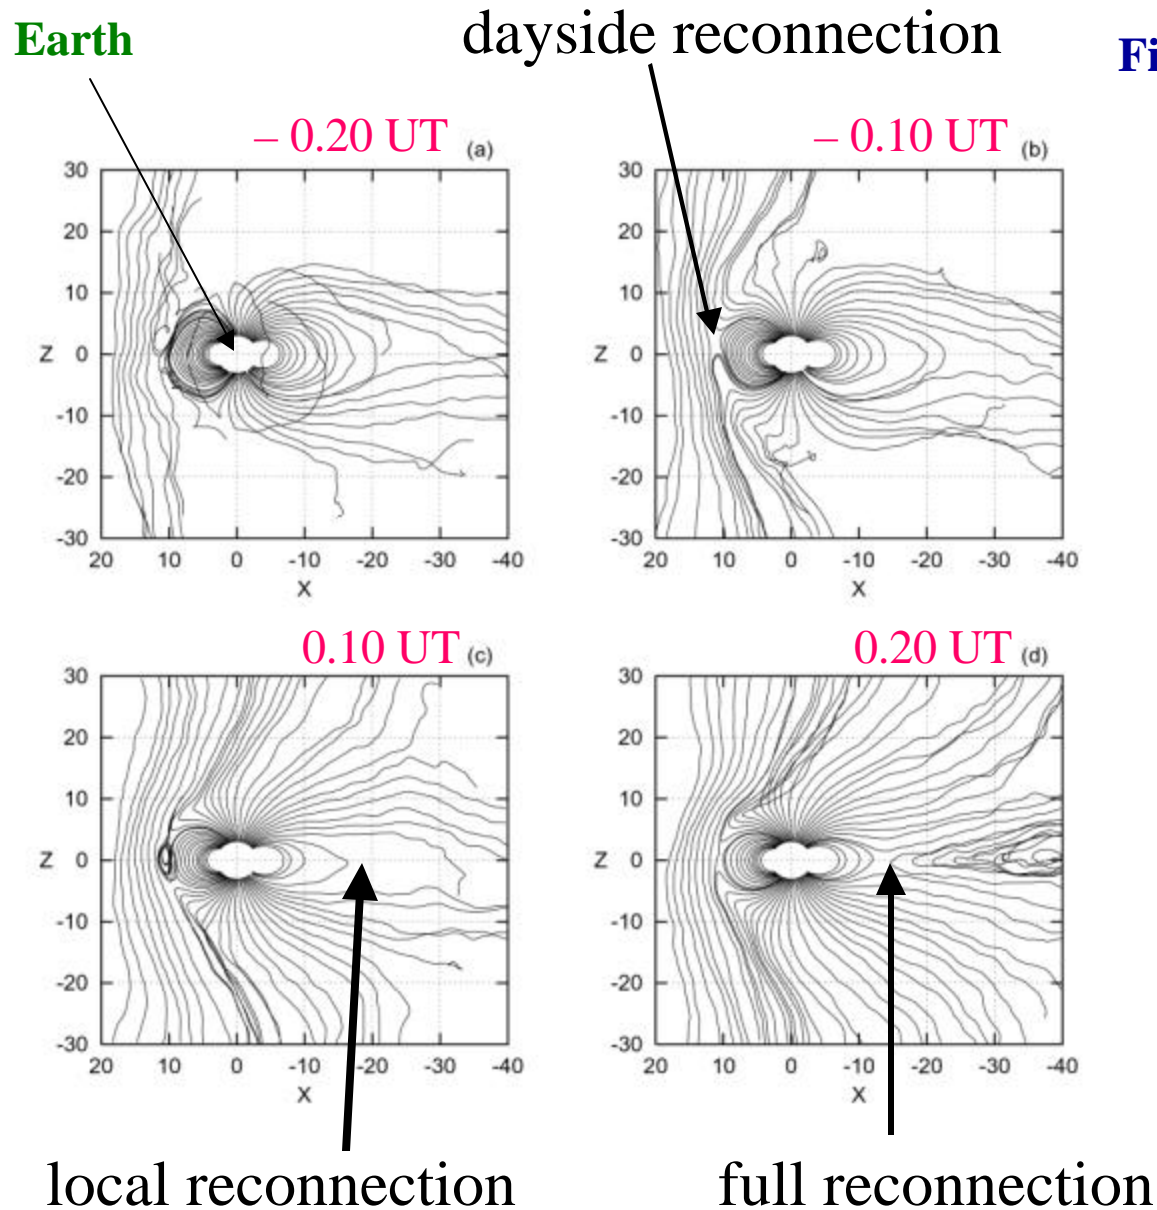 Earth
dayside reconnection
Fi
– 0.20 UT (a)
– 0.10 UT (b)
30
20
10
Z 0
-10
-20
-30
20 10 0 -10 -20 -30 -40
X
30
20
10
Z 0
-10
-20
-30
20 10 0 -10 -20 -30 -40
X
0.10 UT (c)
0.20 UT (d)
30
20
10
Z 0
-10
-20
-30
20 10 0 -10 -20 -30 -40
X
30
20
10
Z 0
-10
-20
-30
20 10 0 -10 -20 -30 -40
X
local reconnection
full reconnection